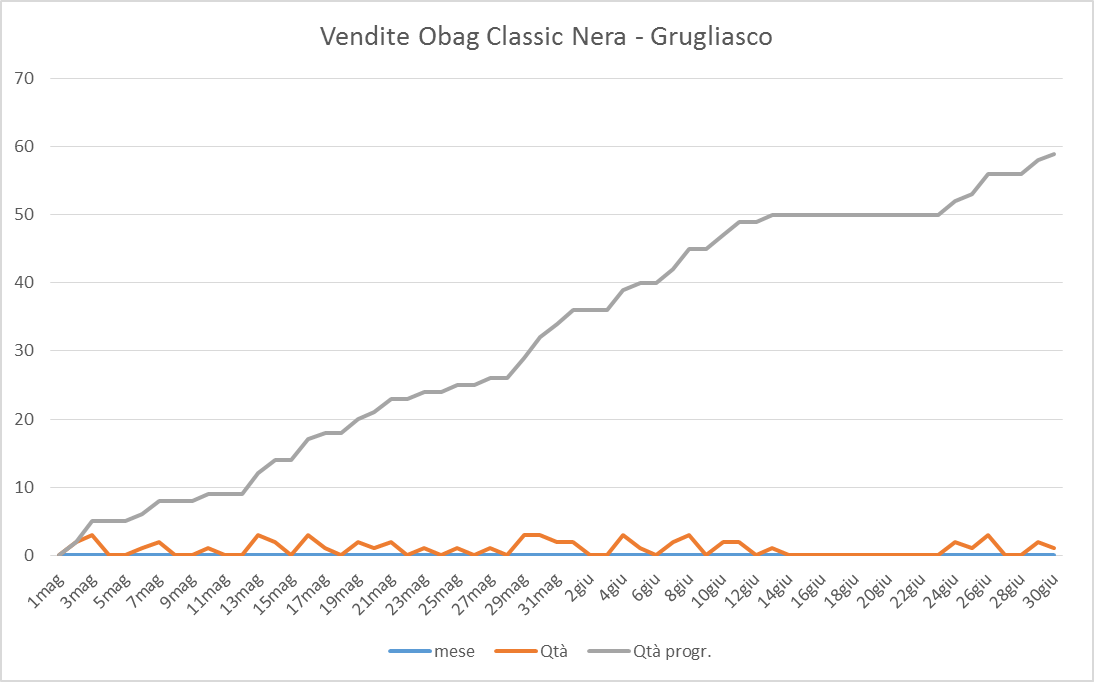 Vendite Obag Classic Nera - Grugliasco
70
60
50
40
30
20
10
0
1mag 3mag 5mag 7mag 9mag 11mag 13mag 15mag 17mag 19mag 21mag 23mag 25mag 27mag 29mag 31mag 2giu 4giu 6giu 8giu 10giu 12giu 14giu 16giu 18giu 20giu 22giu 24giu 26giu 28giu 30giu
mese Qtà Qtà progr.